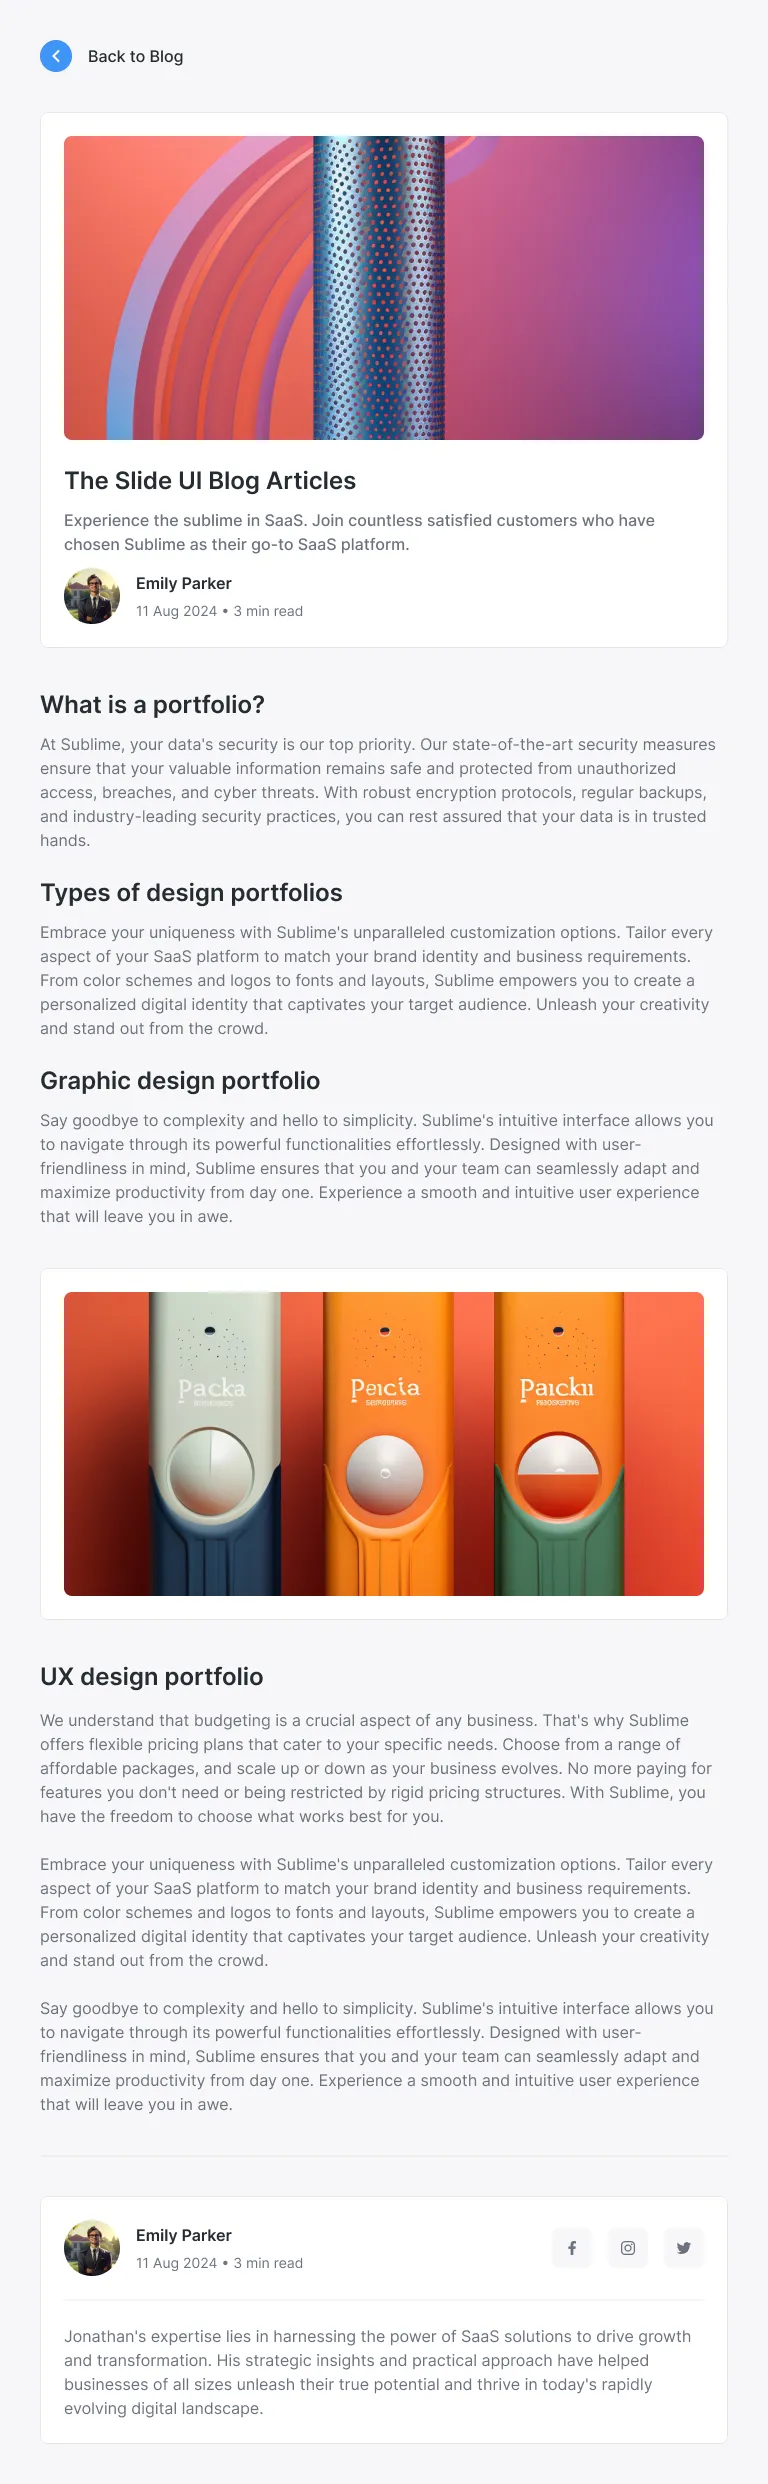 Back to Blog
The Slide UI Blog Articles
Experience the sublime in SaaS. Join countless satisfied customers who have
chosen Sublime as their go-to SaaS platform.
Emily Parker
11 Aug 2024 • 3 min read
What is a portfolio?
At Sublime, your data's security is our top priority. Our state-of-the-art security measures
ensure that your valuable information remains safe and protected from unauthorized
access, breaches, and cyber threats. With robust encryption protocols, regular backups,
and industry-leading security practices, you can rest assured that your data is in trusted
hands.
Types of design portfolios
Embrace your uniqueness with Sublime's unparalleled customization options. Tailor every
aspect of your SaaS platform to match your brand identity and business requirements.
From color schemes and logos to fonts and layouts, Sublime empowers you to create a
personalized digital identity that captivates your target audience. Unleash your creativity
and stand out from the crowd.
Graphic design portfolio
Say goodbye to complexity and hello to simplicity. Sublime's intuitive interface allows you
to navigate through its powerful functionalities effortlessly. Designed with user-
friendliness in mind, Sublime ensures that you and your team can seamlessly adapt and
maximize productivity from day one. Experience a smooth and intuitive user experience
that will leave you in awe.
Packa
UX design portfolio
We understand that budgeting is a crucial aspect of any business. That's why Sublime
offers flexible pricing plans that cater to your specific needs. Choose from a range of
affordable packages, and scale up or down as your business evolves. No more paying for
features you don't need or being restricted by rigid pricing structures. With Sublime, you
have the freedom to choose what works best for you.
Embrace your uniqueness with Sublime's unparalleled customization options. Tailor every
aspect of your SaaS platform to match your brand identity and business requirements.
From color schemes and logos to fonts and layouts, Sublime empowers you to create a
personalized digital identity that captivates your target audience. Unleash your creativity
and stand out from the crowd.
Say goodbye to complexity and hello to simplicity. Sublime's intuitive interface allows you
to navigate through its powerful functionalities effortlessly. Designed with user-
friendliness in mind, Sublime ensures that you and your team can seamlessly adapt and
maximize productivity from day one. Experience a smooth and intuitive user experience
that will leave you in awe.
Emily Parker
11 Aug 2024 • 3 min read
Jonathan's expertise lies in harnessing the power of SaaS solutions to drive growth
and transformation. His strategic insights and practical approach have helped
businesses of all sizes unleash their true potential and thrive in today's rapidly
evolving digital landscape.